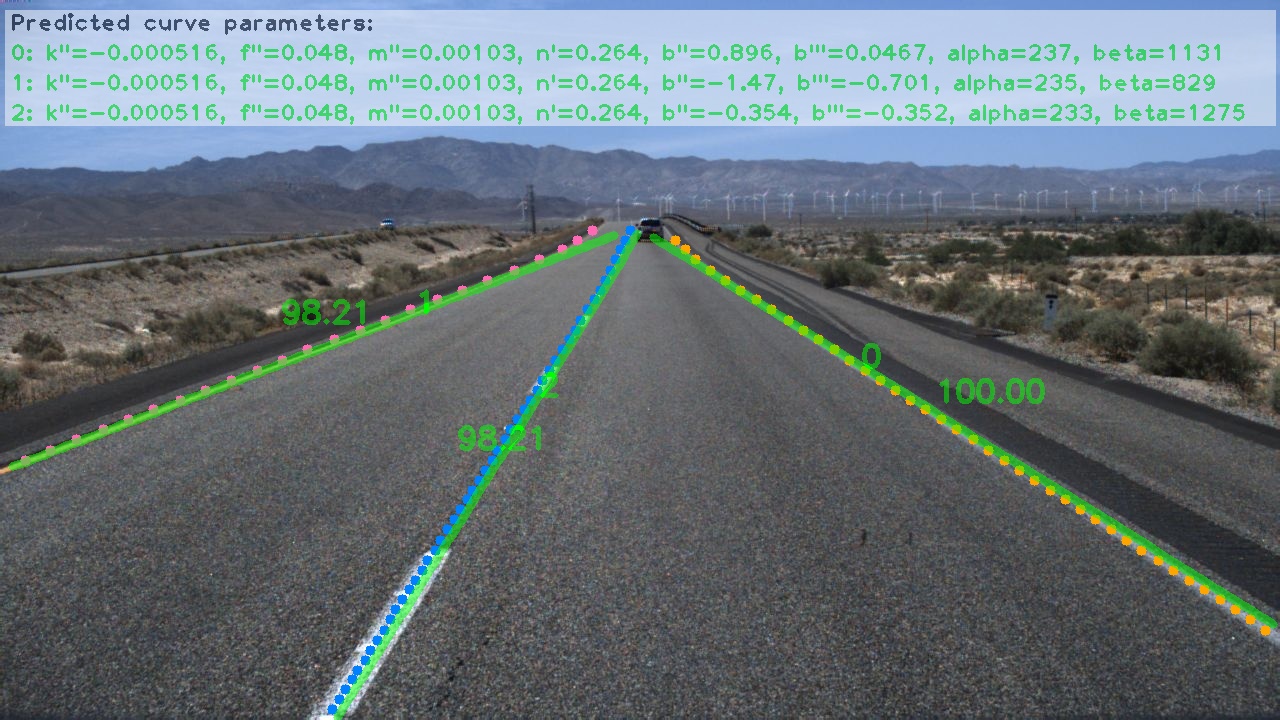 Predicted curve parameters:
0: k''=-0.000516, f''=0.048, m''=0.00103, n'=0.264, b''=0.896, b'''=0.0467, alpha=237, beta=1131
1: k''=-0.000516, f''=0.048, m''=0.00103, n'=0.264, b''=-1.47, b'''=-0.701, alpha=235, beta=829
2: k''=-0.000516, f''=0.048, m''=0.00103, n'=0.264, b''=-0.354, b'''=-0.352, alpha=233, beta=1275
1
98.21
0
2
100.00
98.21